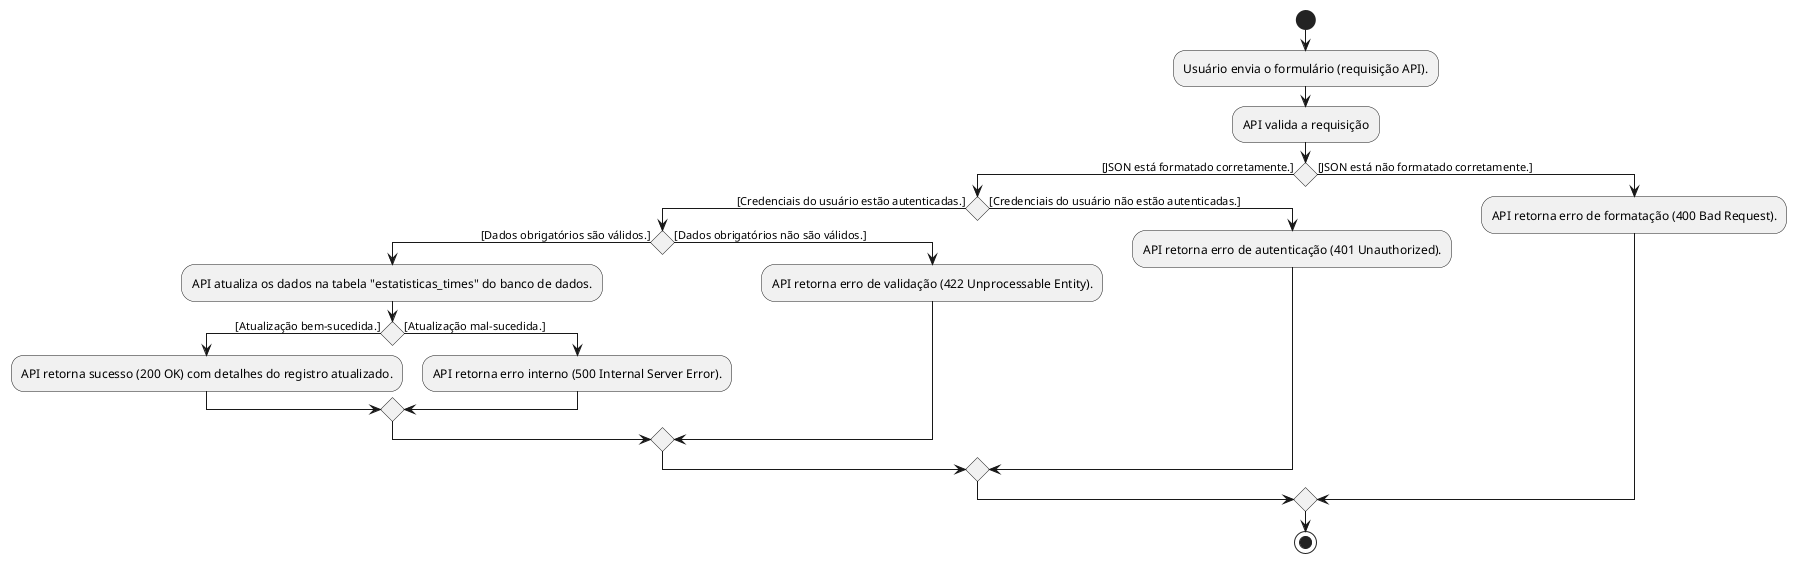 Usuário envia o formulário (requisição API).
API valida a requisição
[JSON está formatado corretamente.]
[JSON está não formatado corretamente.]
[Credenciais do usuário estão autenticadas.]
[Credenciais do usuário não estão autenticadas.]
API retorna erro de formatação (400 Bad Request).
[Dados obrigatórios são válidos.]
[Dados obrigatórios não são válidos.]
API retorna erro de autenticação (401 Unauthorized).
API atualiza os dados na tabela "estatisticas_times" do banco de dados.
API retorna erro de validação (422 Unprocessable Entity).
[Atualização bem-sucedida.]
[Atualização mal-sucedida.]
API retorna sucesso (200 OK) com detalhes do registro atualizado.
API retorna erro interno (500 Internal Server Error).